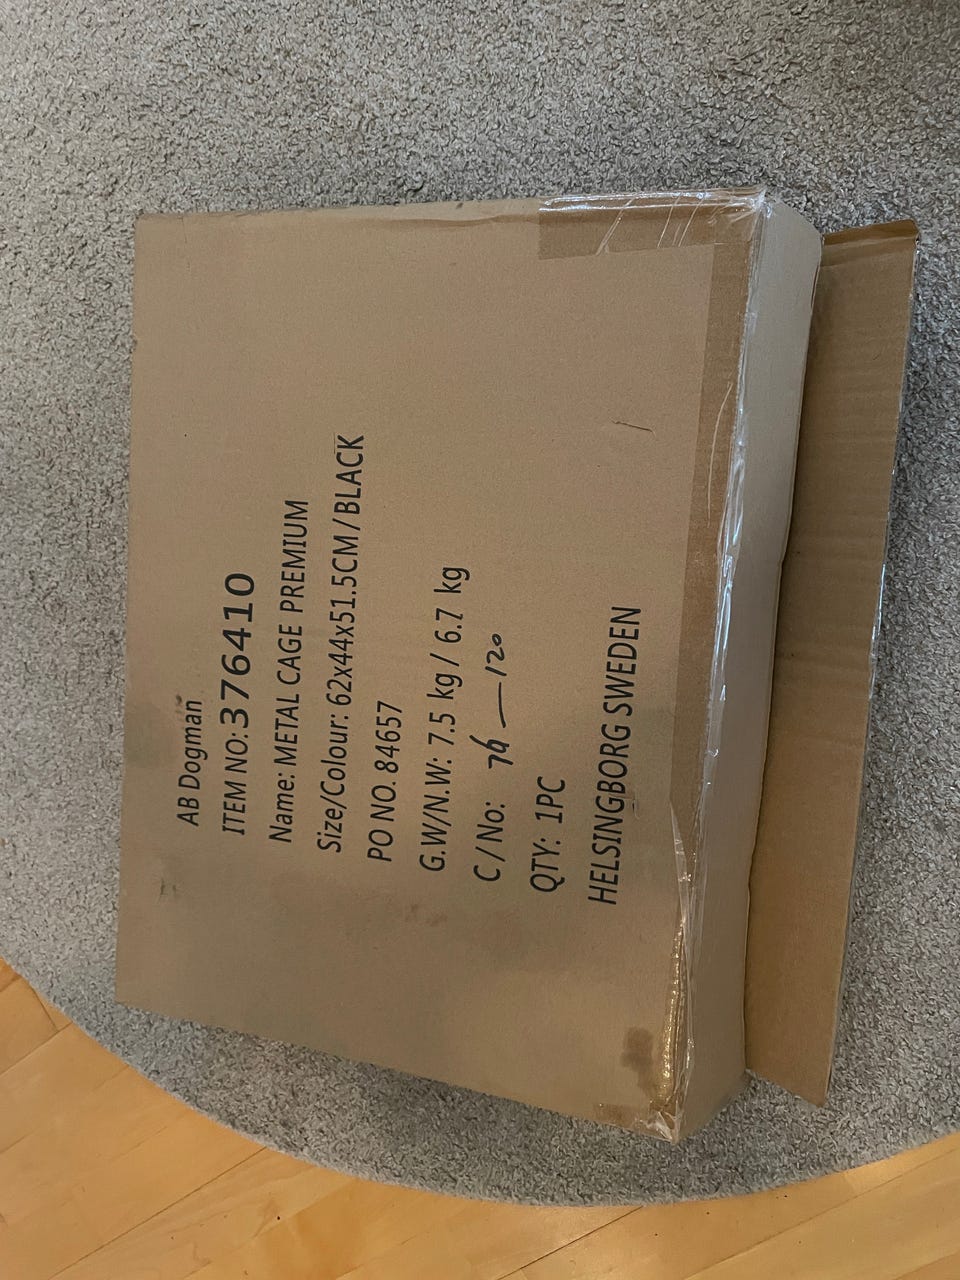 AB Dogman
ITEM NO: 376410
Name: METAL CAGE PREMIUM
Size/Colour: 62x44x51.5CM / BLACK
PO NO. 84657
G.W/N.W: 7.5 kg / 6.7 kg
C/No: 76 — 120
QTY: 1PC
HELSINGBORG SWEDEN